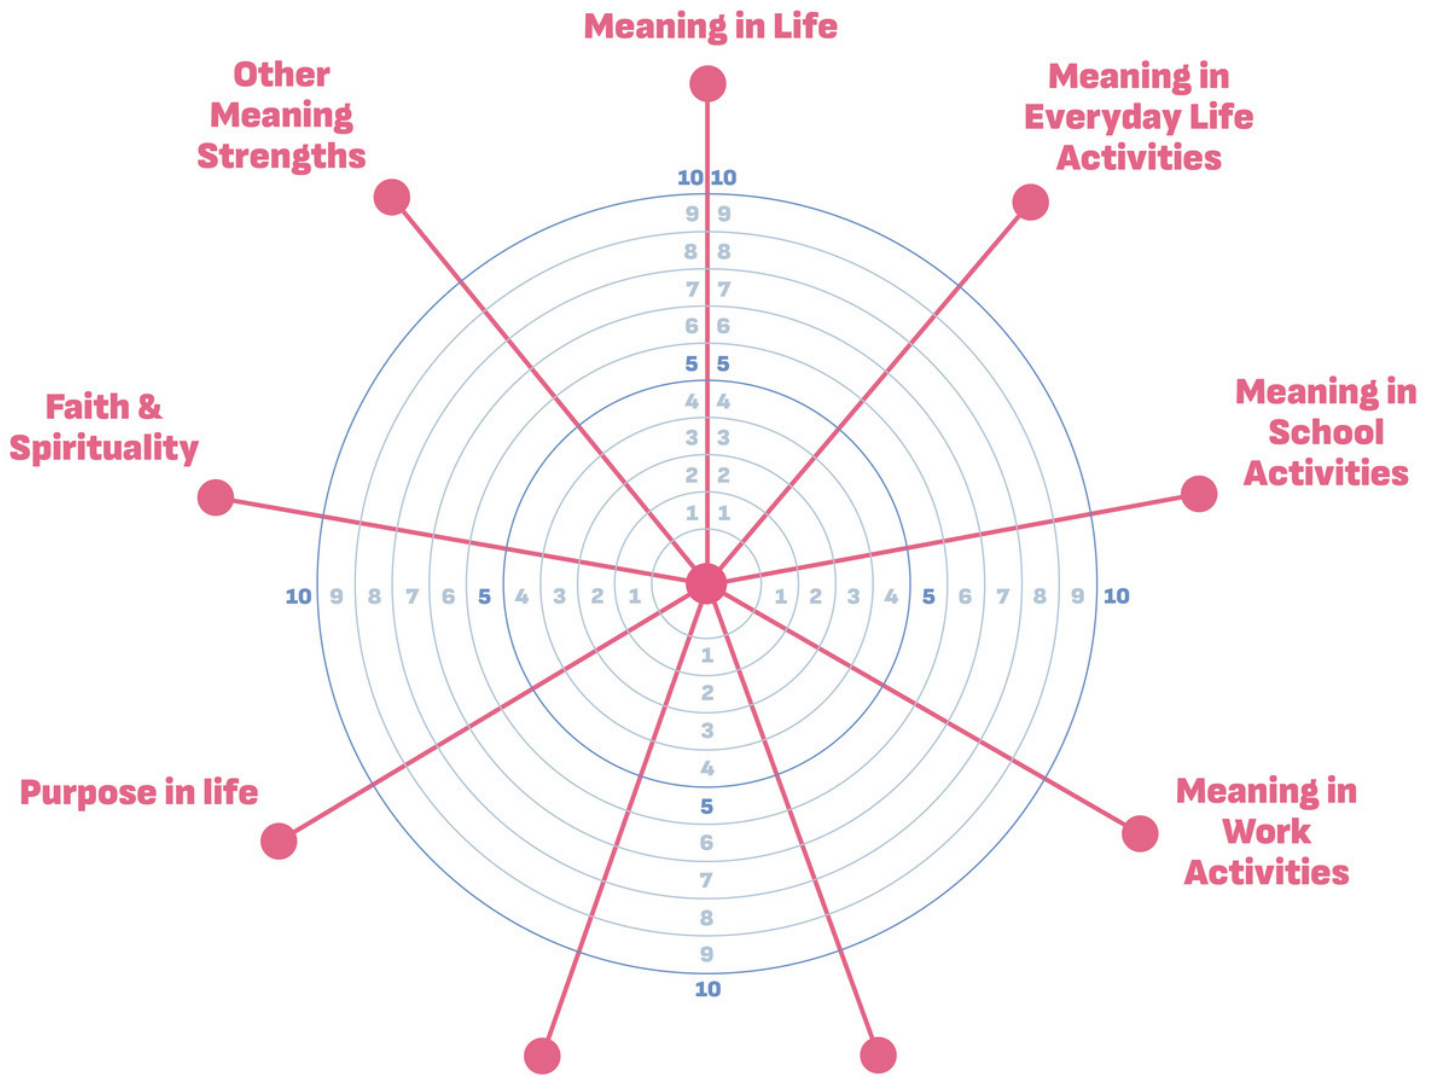 Meaning in Life
Other
Meaning
Strengths
Meaning in
Everyday Life
Activities
10 10
9 9
8 8
7 7
6 6
5 5
4 4
3 3
2 2
1 1
Faith &
Spirituality
Meaning in
School
Activities
10 9 8 7 6 5 4 3 2 1 1 2 3 4 5 6 7 8 9 10
1
2
3
4
5
6
7
8
9
10
Purpose in life
Meaning in
Work
Activities